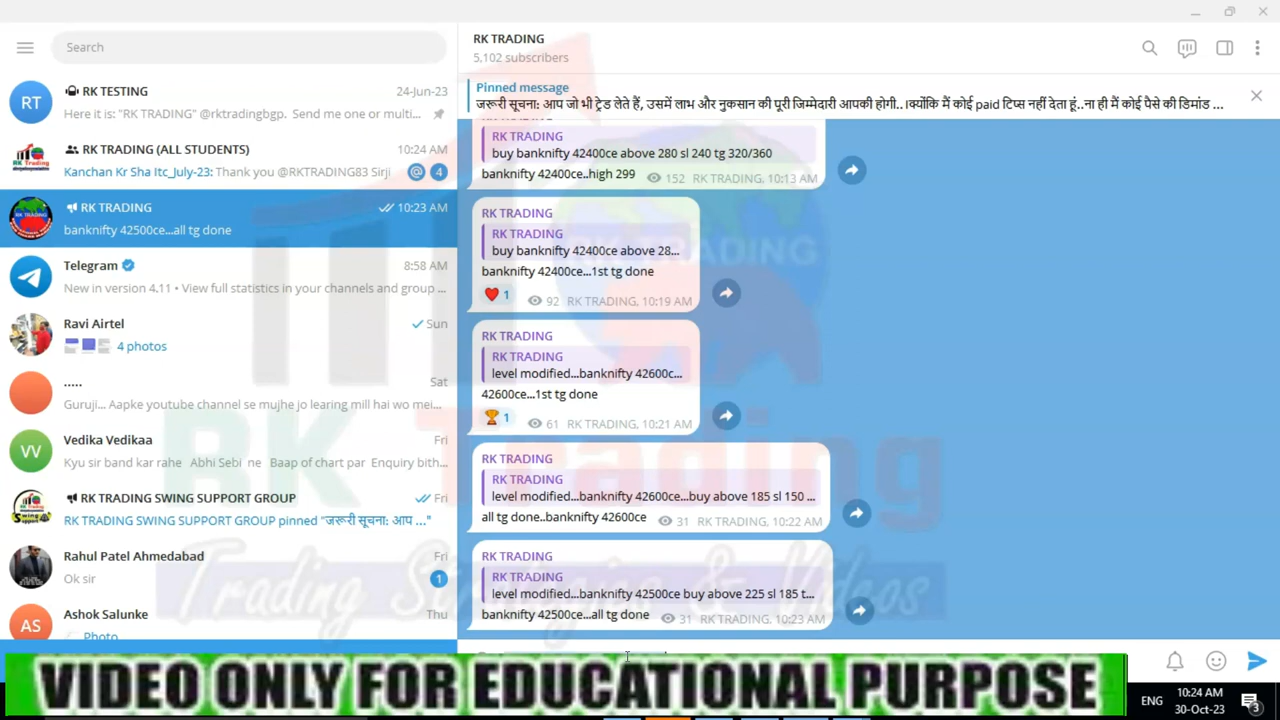 Search
RT
RK TESTING
24-Jun-23
Here it is: "RK TRADING" @rktradingbgp. Send me one or multi...
RK TRADING (ALL STUDENTS)
10:24 AM
Kanchan Kr Sha Itc_July-23: Thank you @RKTRADING83 Sirji
@
4
RK TRADING
10:23 AM
banknifty 42500ce...all tg done
Telegram
8:58 AM
New in version 4.11 • View full statistics in your channels and group ...
Ravi Airtel
Sun
4 photos
.....
Sat
Guruji... Aapke youtube channel se mujhe jo learing mill hai wo mei...
VV
Vedika Vedikaa
Fri
Kyu sir band kar rahe Abhi Sebi ne Baap of chart par Enquiry bith...
RK TRADING SWING SUPPORT GROUP
Fri
RK TRADING SWING SUPPORT GROUP pinned "जरूरी सूचना: आप ..."
Rahul Patel Ahmedabad
Fri
Ok sir
1
AS
Ashok Salunke
Thu
Photo
RK TRADING
5,102 subscribers
Pinned message
जरूरी सूचना: आप जो भी ट्रेड लेते हैं, उसमें लाभ और नुकसान की पूरी जिम्मेदारी आपकी होगी.. ।क्योंकि मैं कोई paid टिप्स नहीं देता हूं..ना ही मैं कोई पैसे की डिमांड ...
RK TRADING
buy banknifty 42400ce above 280 sl 240 tg 320/360
banknifty 42400ce..high 299
152 RK TRADING, 10:13 AM
RK TRADING
RK TRADING
buy banknifty 42400ce above 28...
banknifty 42400ce...1st tg done
1
92 RK TRADING, 10:19 AM
RK TRADING
RK TRADING
level modified...banknifty 42600c...
42600ce...1st tg done
1
61 RK TRADING, 10:21 AM
RK TRADING
RK TRADING
level modified...banknifty 42600ce...buy above 185 sl 150 ...
all tg done..banknifty 42600ce
31 RK TRADING, 10:22 AM
RK TRADING
RK TRADING
level modified...banknifty 42500ce buy above 225 sl 185 t...
banknifty 42500ce...all tg done
31 RK TRADING, 10:23 AM
RK Trading
Trading Strategies & Videos
VIDEO ONLY FOR EDUCATIONAL PURPOSE
ENG
10:24 AM
30-Oct-23
3